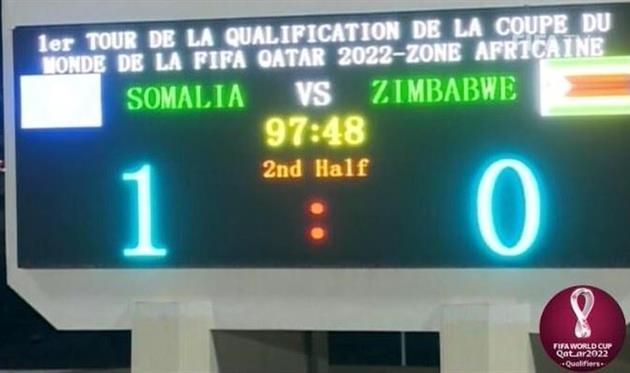 1er TOUR DE LA QUALIFICATION DE LA COUPE DU
MONDE DE LA FIFA QATAR 2022-ZONE AFRICAINE
SOMALIA VS ZIMBABWE
97:48
2nd Half
1 : 0
FIFA WORLD CUP
Qatar2022
Qualifiers